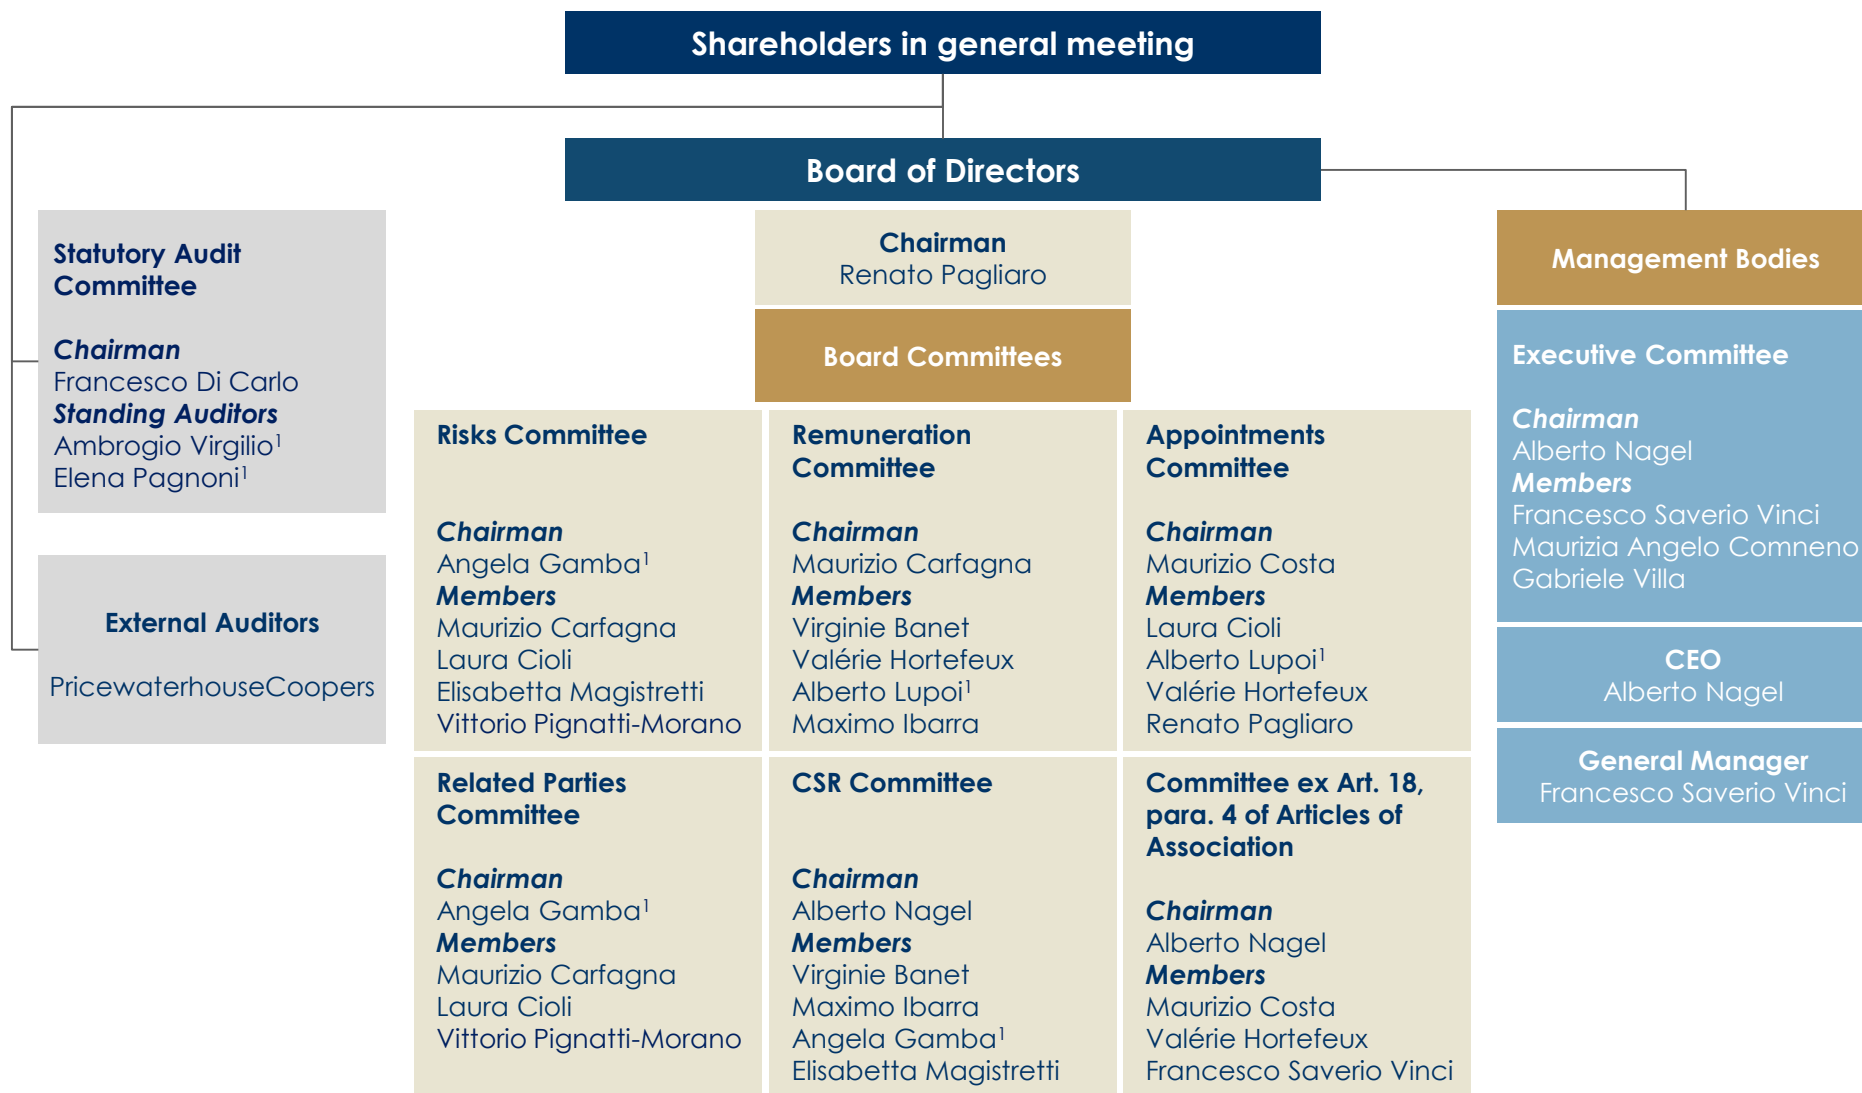 Shareholders in general meeting
Board of Directors
Statutory Audit
Committee
Chairman
Francesco Di Carlo
Standing Auditors
Ambrogio Virgilio¹
Elena Pagnoni¹
External Auditors
PricewaterhouseCoopers
Chairman
Renato Pagliaro
Board Committees
Risks Committee
Chairman
Angela Gamba¹
Members
Maurizio Carfagna
Laura Cioli
Elisabetta Magistretti
Vittorio Pignatti-Morano
Remuneration
Committee
Chairman
Maurizio Carfagna
Members
Virginie Banet
Valérie Hortefeux
Alberto Lupoi¹
Maximo Ibarra
Appointments
Committee
Chairman
Maurizio Costa
Members
Laura Cioli
Alberto Lupoi¹
Valérie Hortefeux
Renato Pagliaro
Related Parties
Committee
Chairman
Angela Gamba¹
Members
Maurizio Carfagna
Laura Cioli
Vittorio Pignatti-Morano
CSR Committee
Chairman
Alberto Nagel
Members
Virginie Banet
Maximo Ibarra
Angela Gamba¹
Elisabetta Magistretti
Committee ex Art. 18,
para. 4 of Articles of
Association
Chairman
Alberto Nagel
Members
Maurizio Costa
Valérie Hortefeux
Francesco Saverio Vinci
Management Bodies
Executive Committee
Chairman
Alberto Nagel
Members
Francesco Saverio Vinci
Maurizia Angelo Comneno
Gabriele Villa
CEO
Alberto Nagel
General Manager
Francesco Saverio Vinci